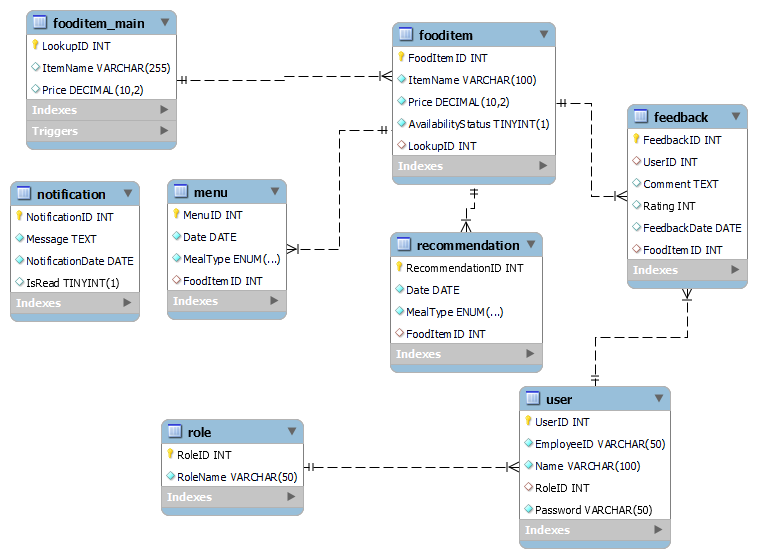 fooditem_main
LookupID INT
ItemName VARCHAR(255)
Price DECIMAL(10,2)
Indexes
Triggers
fooditem
FoodItemID INT
ItemName VARCHAR(100)
Price DECIMAL(10,2)
AvailabilityStatus TINYINT(1)
LookupID INT
Indexes
feedback
FeedbackID INT
UserID INT
Comment TEXT
Rating INT
FeedbackDate DATE
FoodItemID INT
Indexes
notification
NotificationID INT
Message TEXT
NotificationDate DATE
IsRead TINYINT(1)
Indexes
menu
MenuID INT
Date DATE
MealType ENUM(...)
FoodItemID INT
Indexes
recommendation
RecommendationID INT
Date DATE
MealType ENUM(...)
FoodItemID INT
Indexes
role
RoleID INT
RoleName VARCHAR(50)
Indexes
user
UserID INT
EmployeeID VARCHAR(50)
Name VARCHAR(100)
RoleID INT
Password VARCHAR(50)
Indexes